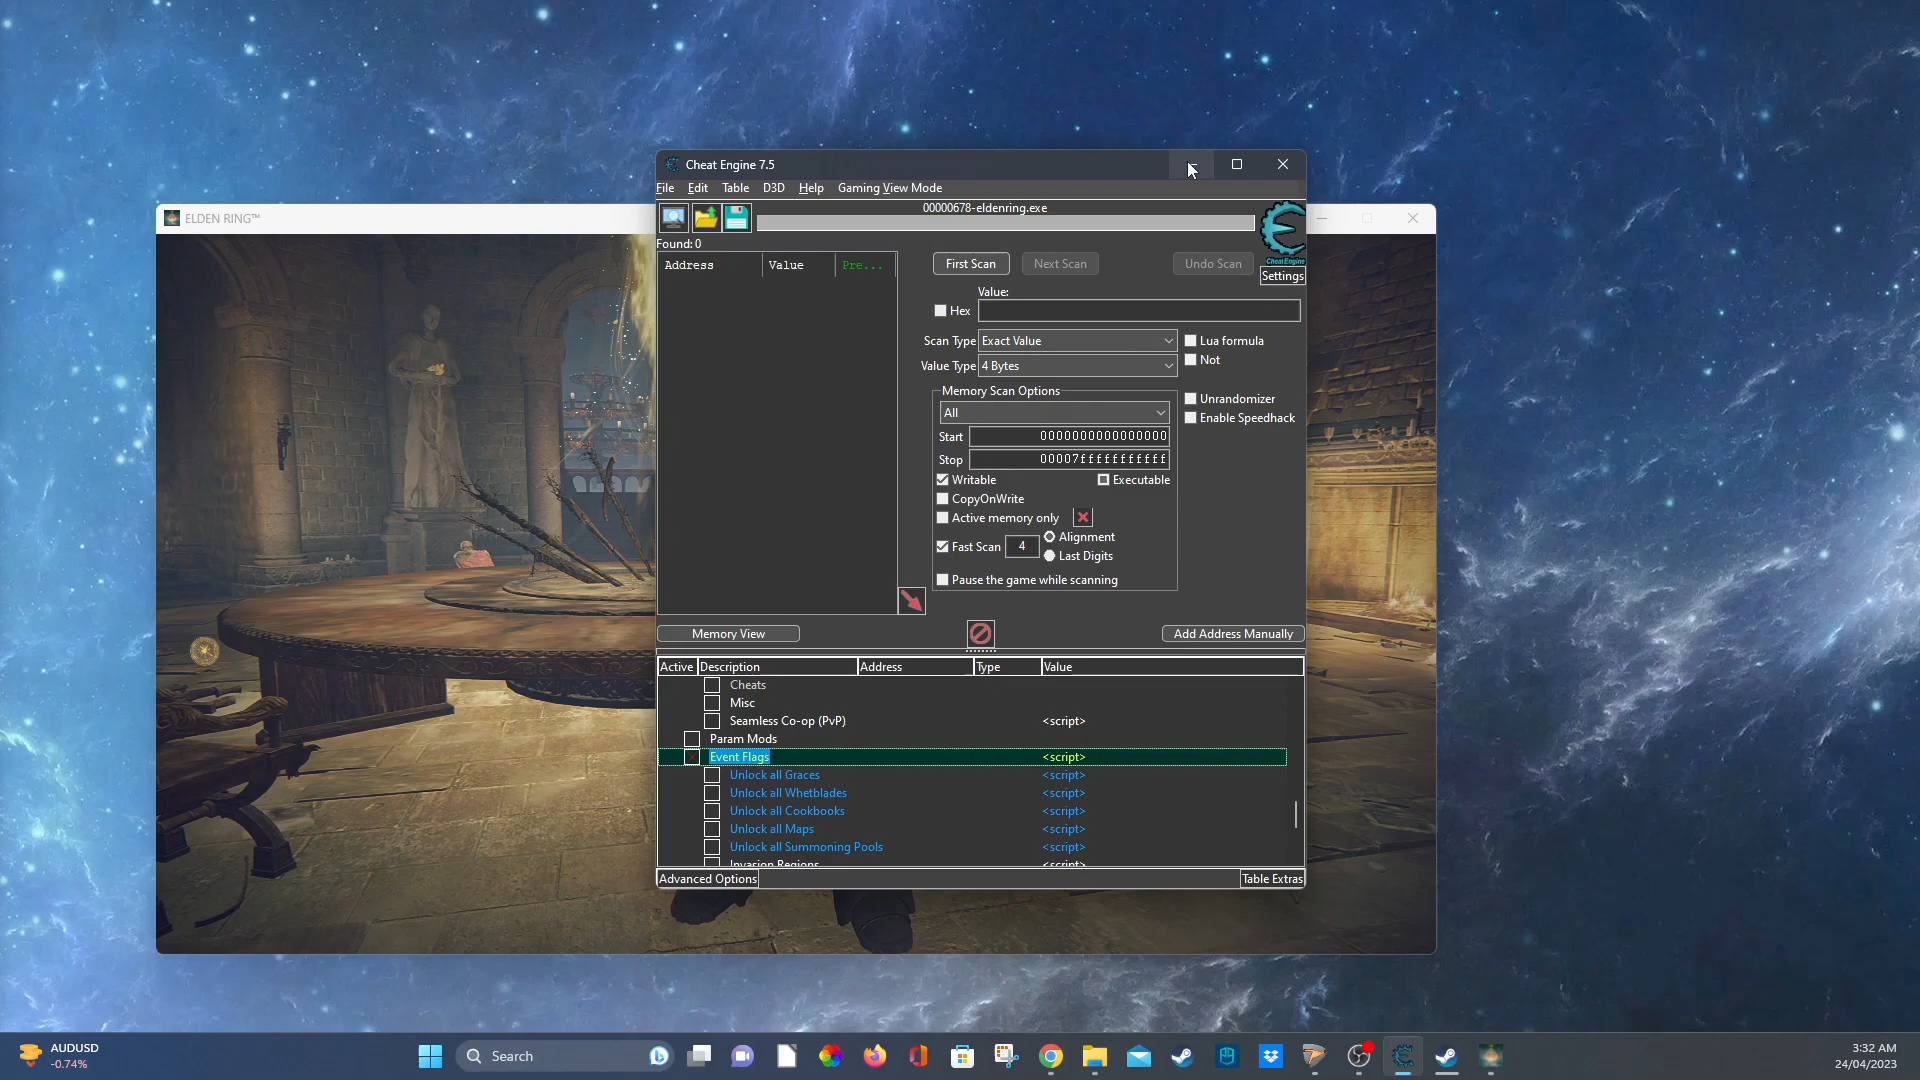 Cheat Engine 7.5
File Edit Table D3D Help Gaming View Mode
00000678-eldenring.exe
ELDEN RING™
Found: 0
Cheat Engine
Address Value Pre...
First Scan Next Scan Undo Scan
Settings
Value:
Hex
Scan Type Exact Value
Lua formula
Value Type 4 Bytes
Not
Memory Scan Options
All
Unrandomizer
Enable Speedhack
Start 0000000000000000
Stop 00007fffffffffff
Writable Executable
CopyOnWrite
Active memory only
Fast Scan 4 Alignment
Last Digits
Pause the game while scanning
Memory View
Add Address Manually
Active Description Address Type Value
Cheats
Misc
Seamless Co-op (PvP) <script>
Param Mods
Event Flags <script>
Unlock all Graces <script>
Unlock all Whetblades <script>
Unlock all Cookbooks <script>
Unlock all Maps <script>
Unlock all Summoning Pools <script>
Invasion Regions <script>
Advanced Options Table Extras
AUDUSD
-0.74%
Search
3:32 AM
24/04/2023